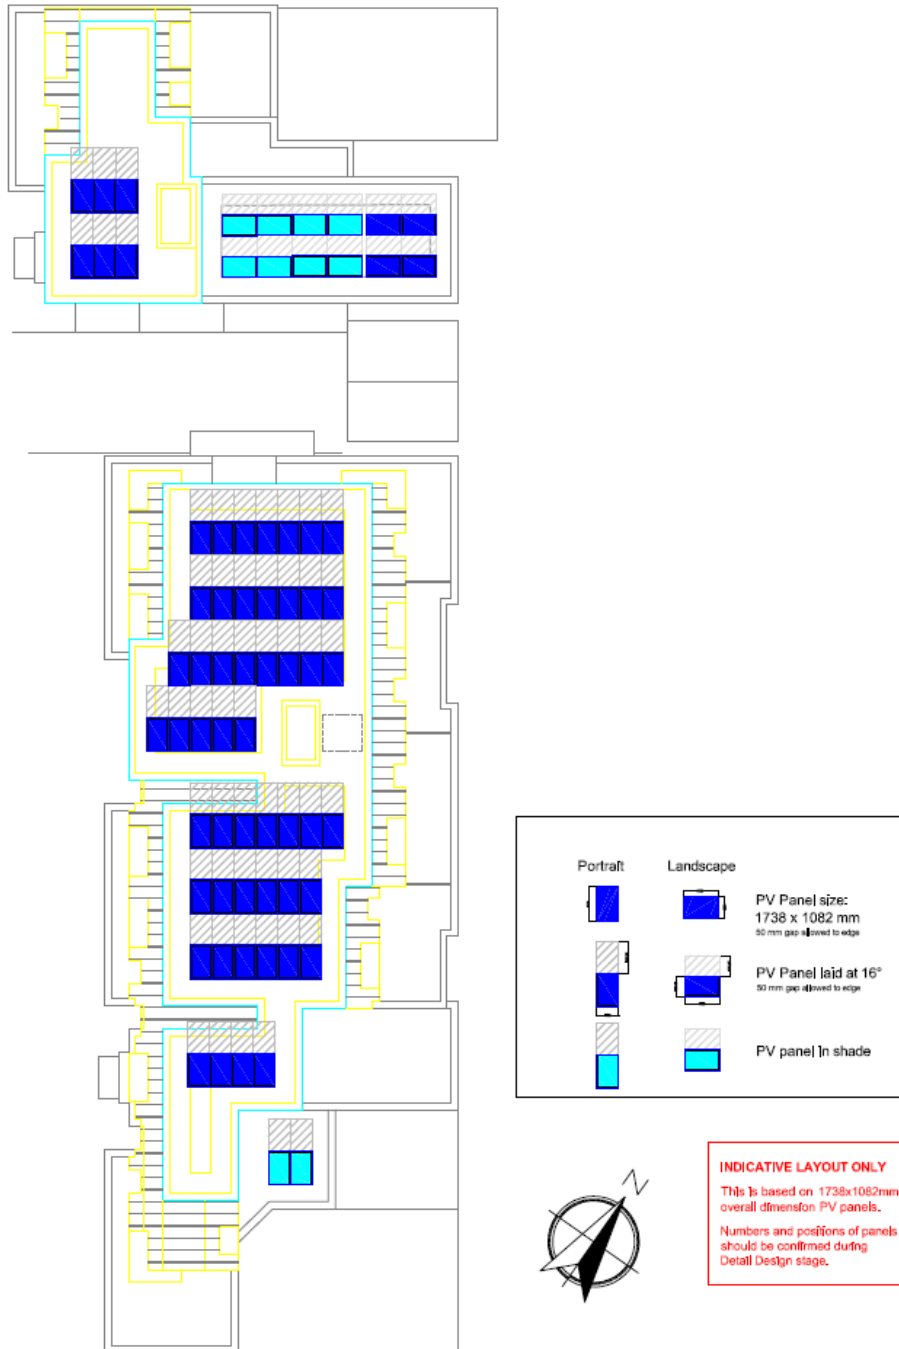 Portrait Landscape
PV Panel size:
1738 x 1082 mm
50 mm gap allowed to edge
PV Panel laid at 16°
50 mm gap allowed to edge
PV panel in shade
N
INDICATIVE LAYOUT ONLY
This is based on 1738x1082mm
overall dimension PV panels.
Numbers and positions of panels
should be confirmed during
Detail Design stage.